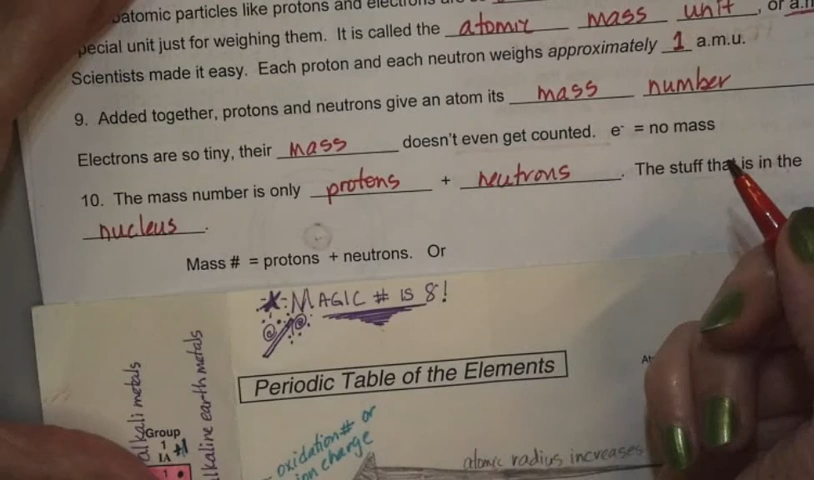 particles like protons and
special unit just for weighing them. It is called the atomic mass unit, or
Scientists made it easy. Each proton and each neutron weighs approximately 1 a.m.u.
9. Added together, protons and neutrons give an atom its mass number
Electrons are so tiny, their mass doesn't even get counted. e⁻ = no mass
10. The mass number is only protons + neutrons. The stuff that is in the
nucleus.
Mass # = protons + neutrons. Or
MAGIC # IS 8!
Periodic Table of the Elements
alkali metals
alkaline earth metals
Group
1
IA +1
1
oxidation # or
ion charge
atomic radius increases